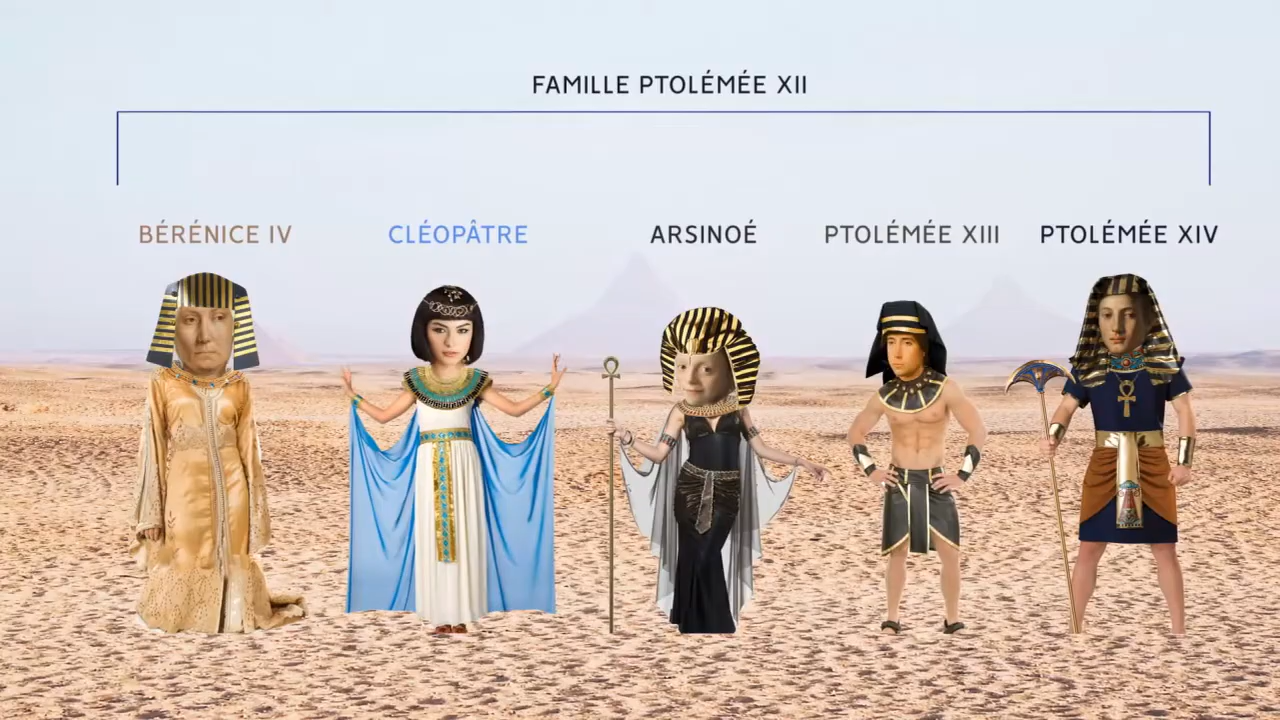 FAMILLE PTOLÉMÉE XII
BÉRÉNICE IV
CLÉOPÂTRE
ARSINOÉ
PTOLÉMÉE XIII
PTOLÉMÉE XIV